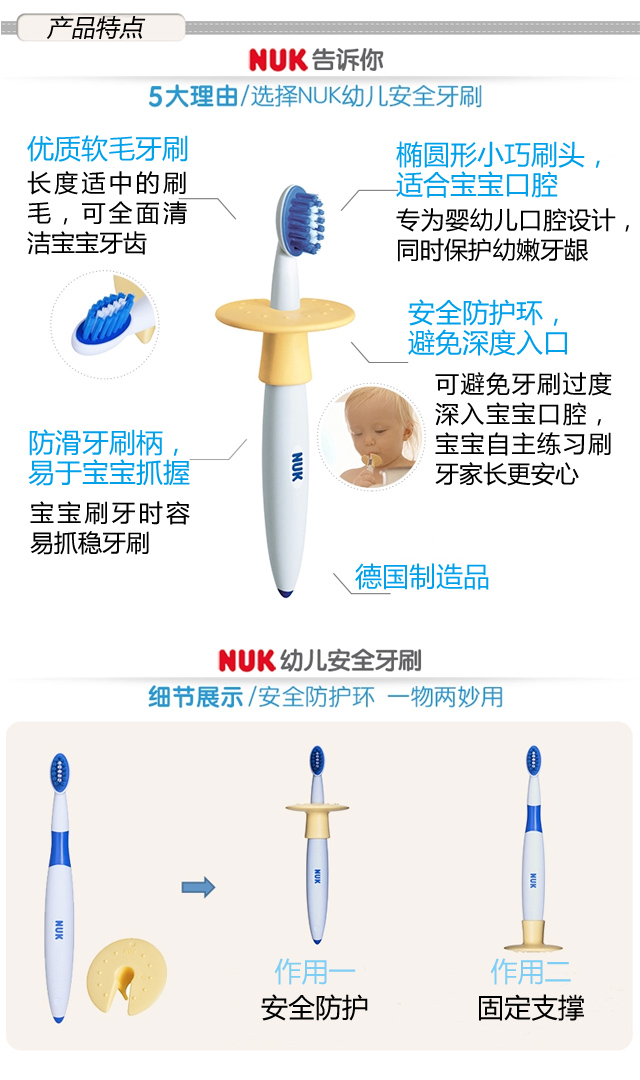 产品特点
NUK 告诉你
5大理由/选择NUK幼儿安全牙刷
优质软毛牙刷
长度适中的刷
毛，可全面清
洁宝宝牙齿
椭圆形小巧刷头，
适合宝宝口腔
专为婴幼儿口腔设计，
同时保护幼嫩牙龈
安全防护环，
避免深度入口
可避免牙刷过度
深入宝宝口腔，
宝宝自主练习刷
牙家长更安心
防滑牙刷柄，
易于宝宝抓握
宝宝刷牙时容
易抓稳牙刷
NUK
德国制造品
NUK 幼儿安全牙刷
细节展示/安全防护环 一物两妙用
NUK
NUK
NUK
作用一
安全防护
作用二
固定支撑